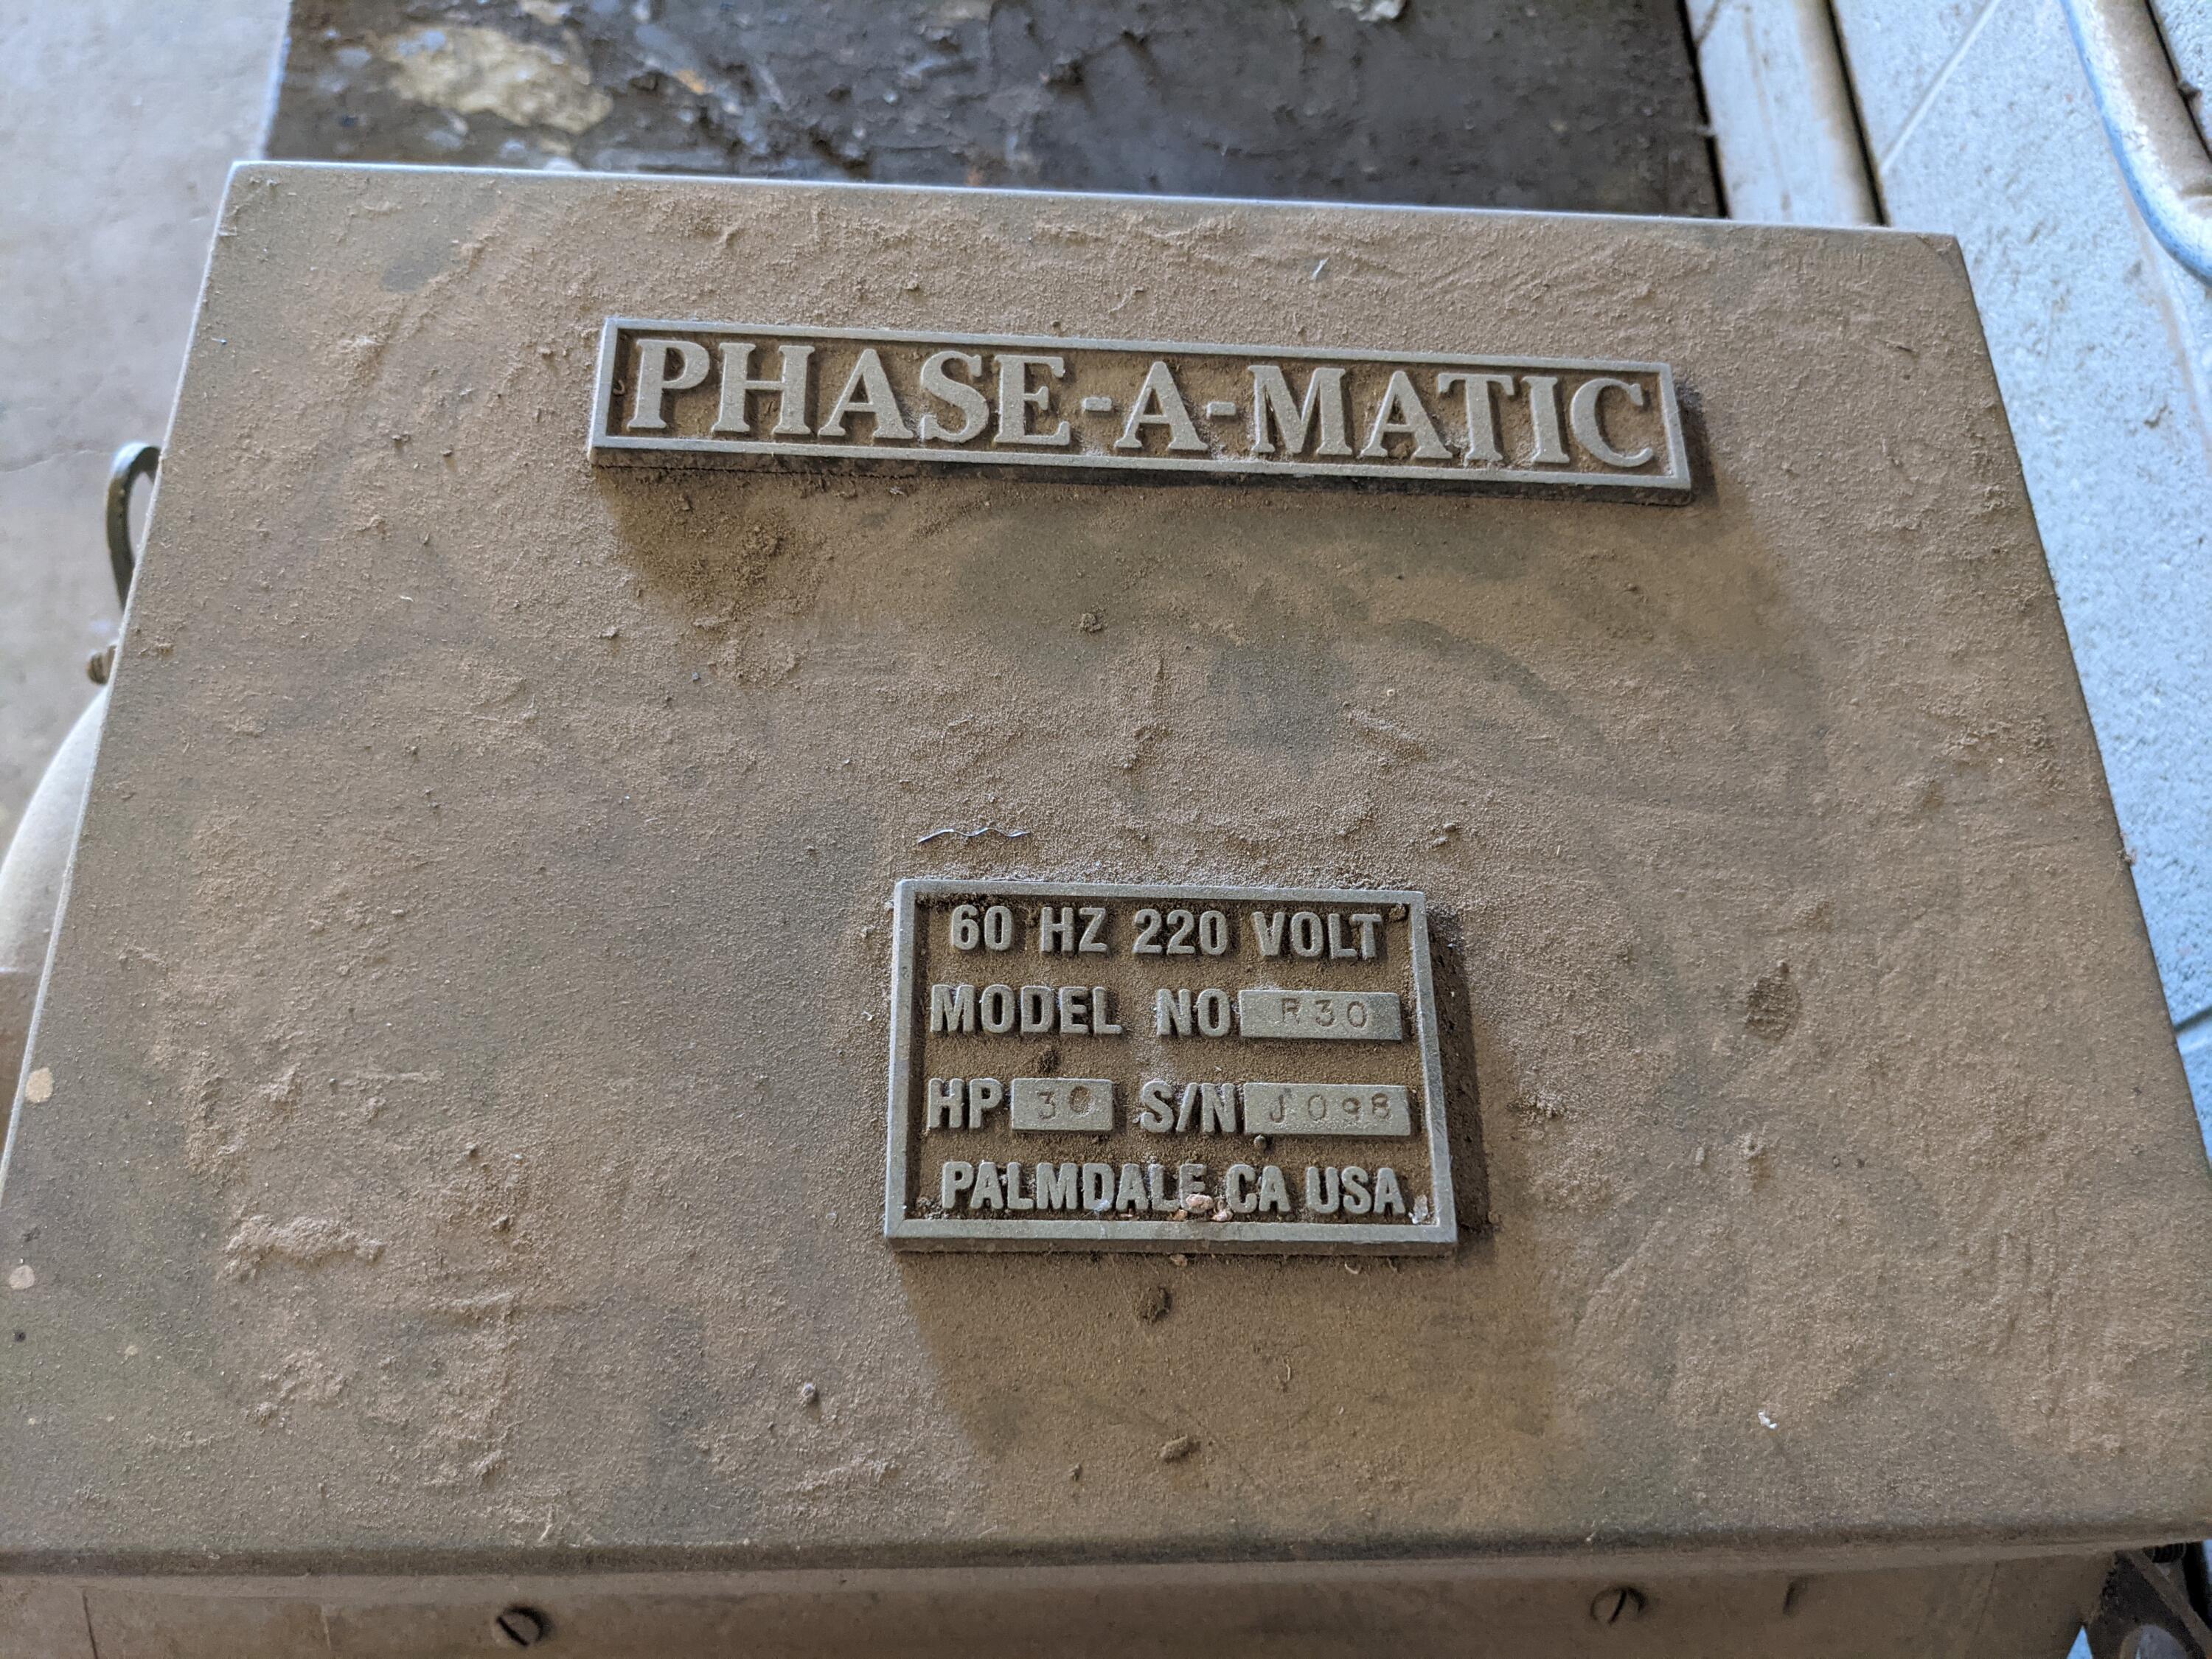 PHASE-A-MATIC
60 HZ 220 VOLT
MODEL NO R30
HP 30 S/N J098
PALMDALE CA USA